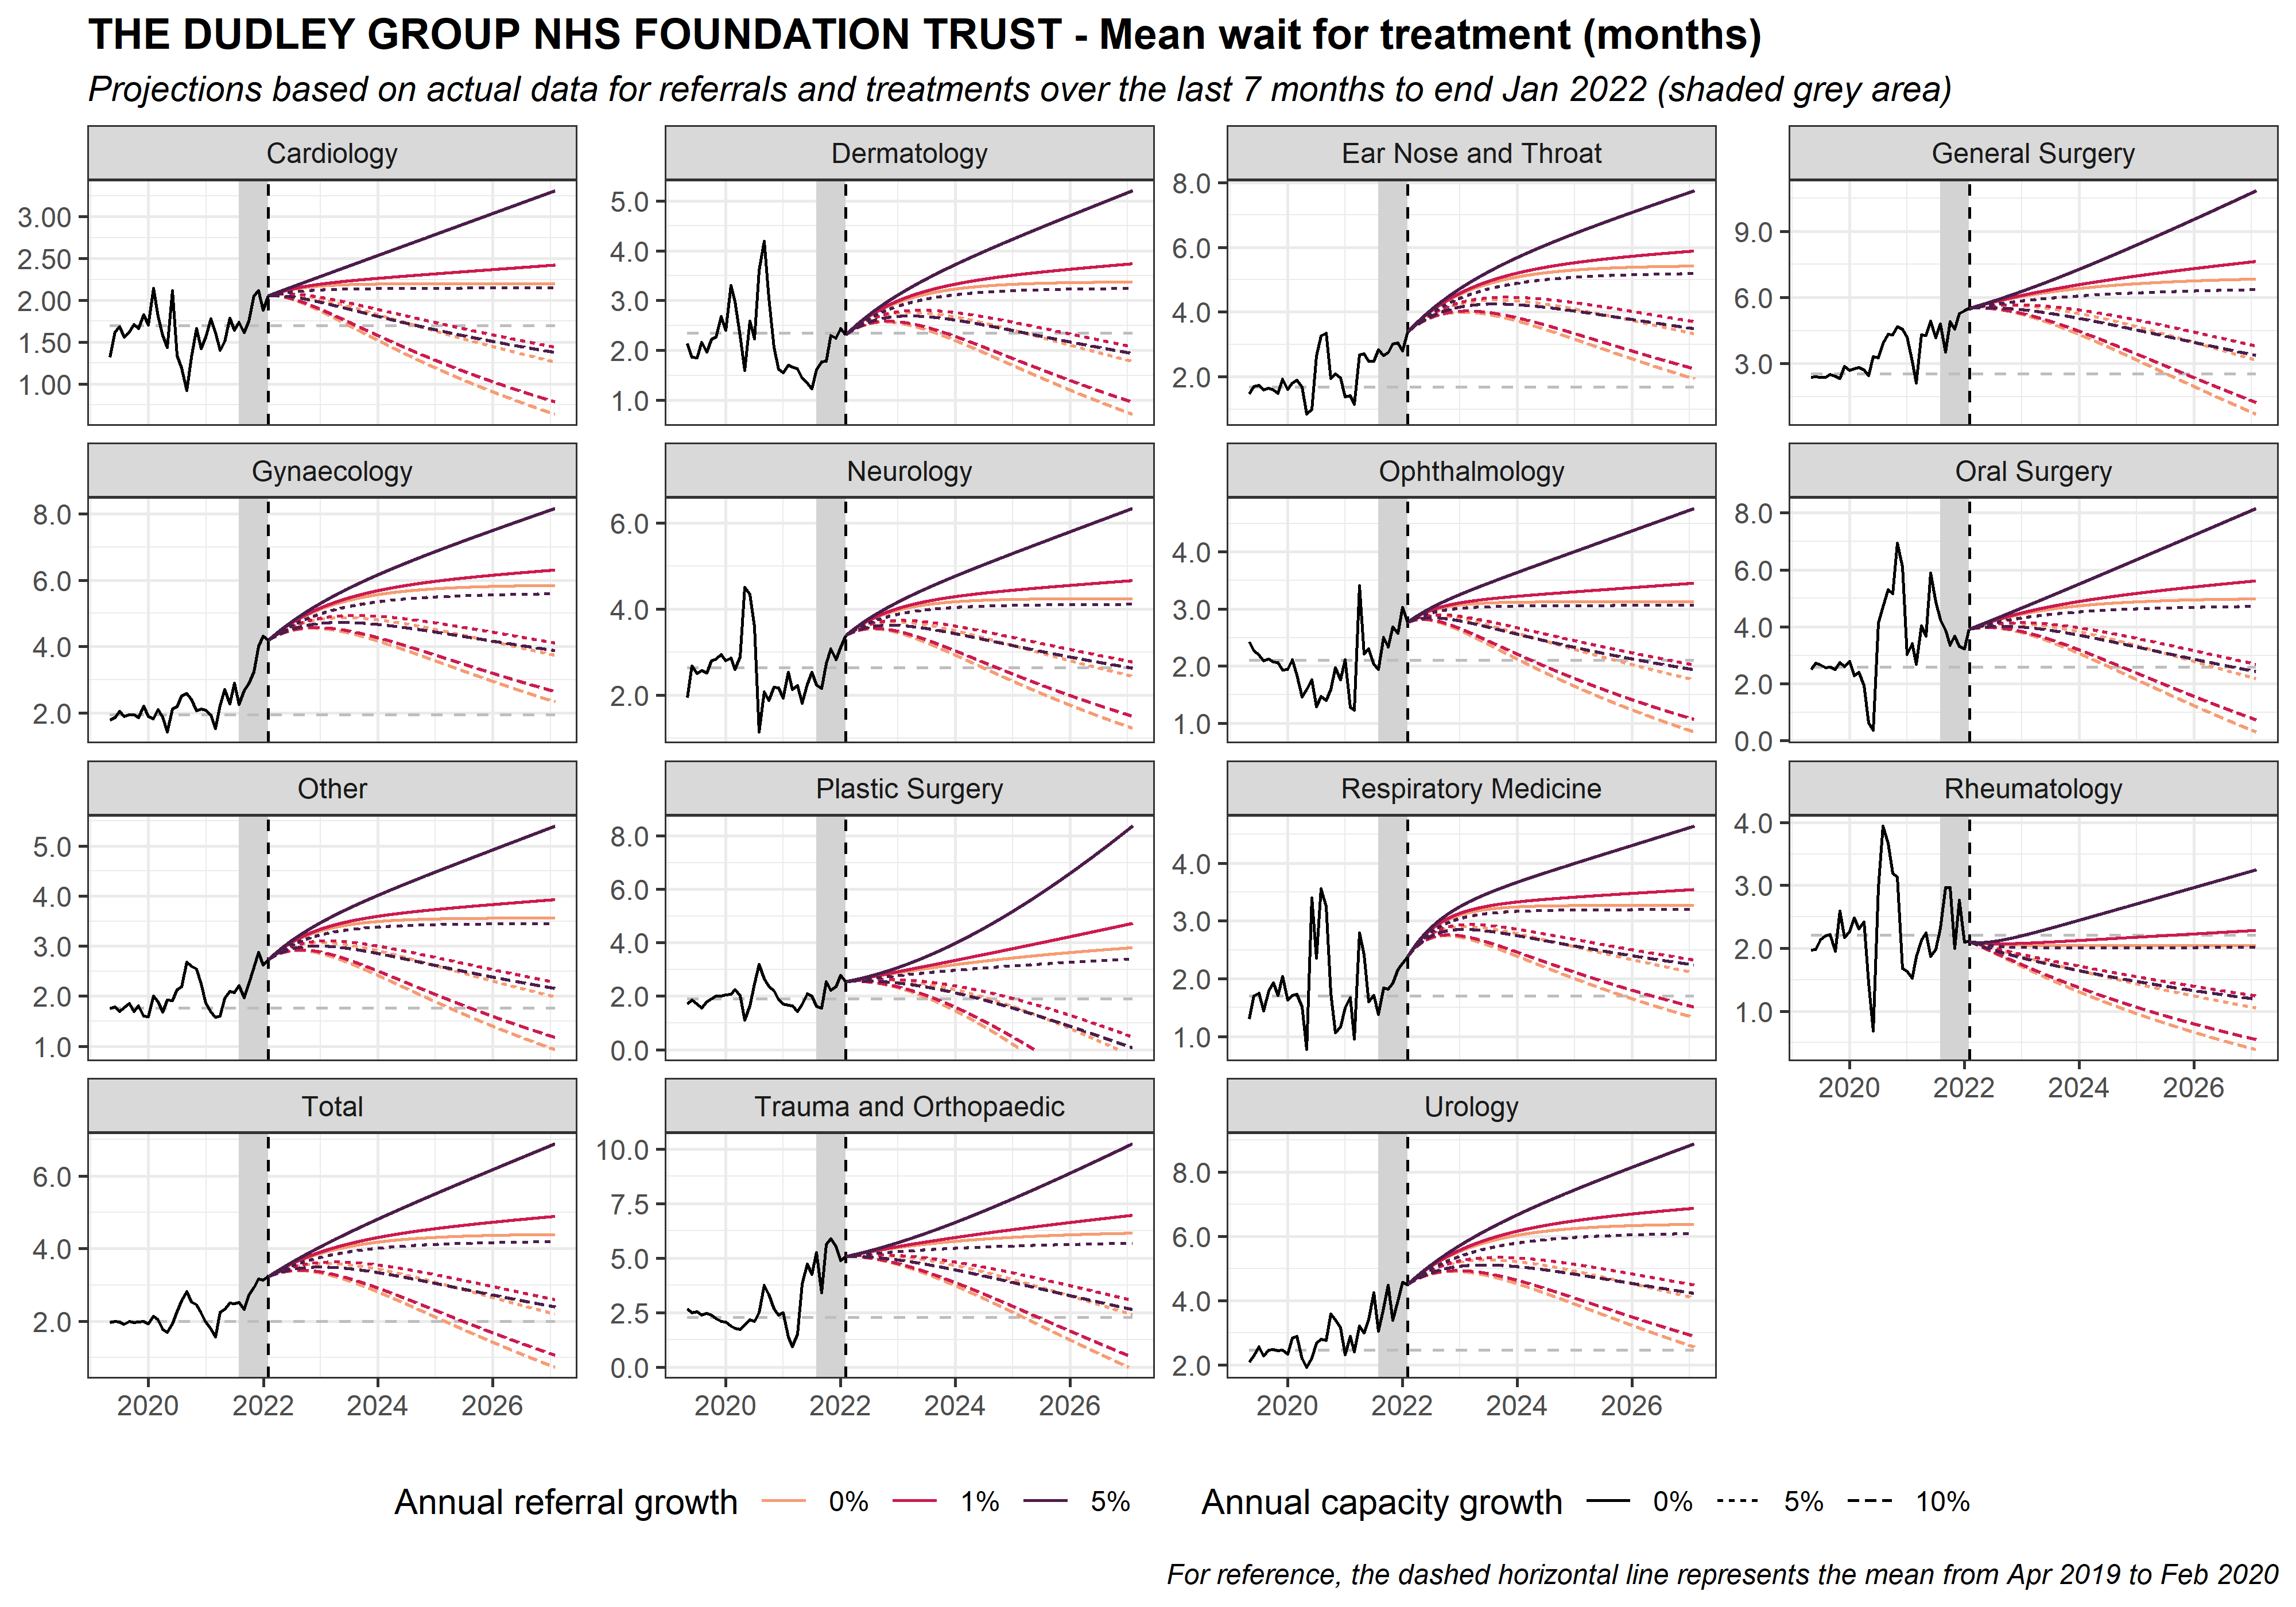 THE DUDLEY GROUP NHS FOUNDATION TRUST - Mean wait for treatment (months)
Projections based on actual data for referrals and treatments over the last 7 months to end Jan 2022 (shaded grey area)
Cardiology
3.00
2.50
2.00
1.50
1.00
Dermatology
5.0
4.0
3.0
2.0
1.0
Ear Nose and Throat
8.0
6.0
4.0
2.0
General Surgery
9.0
6.0
3.0
Gynaecology
8.0
6.0
4.0
2.0
Neurology
6.0
4.0
2.0
Ophthalmology
4.0
3.0
2.0
1.0
Oral Surgery
8.0
6.0
4.0
2.0
0.0
Other
5.0
4.0
3.0
2.0
1.0
Plastic Surgery
8.0
6.0
4.0
2.0
0.0
Respiratory Medicine
4.0
3.0
2.0
1.0
Rheumatology
4.0
3.0
2.0
1.0
2020 2022 2024 2026
Total
6.0
4.0
2.0
2020 2022 2024 2026
Trauma and Orthopaedic
10.0
7.5
5.0
2.5
0.0
2020 2022 2024 2026
Urology
8.0
6.0
4.0
2.0
2020 2022 2024 2026
Annual referral growth 0% 1% 5% Annual capacity growth 0% 5% 10%
For reference, the dashed horizontal line represents the mean from Apr 2019 to Feb 2020